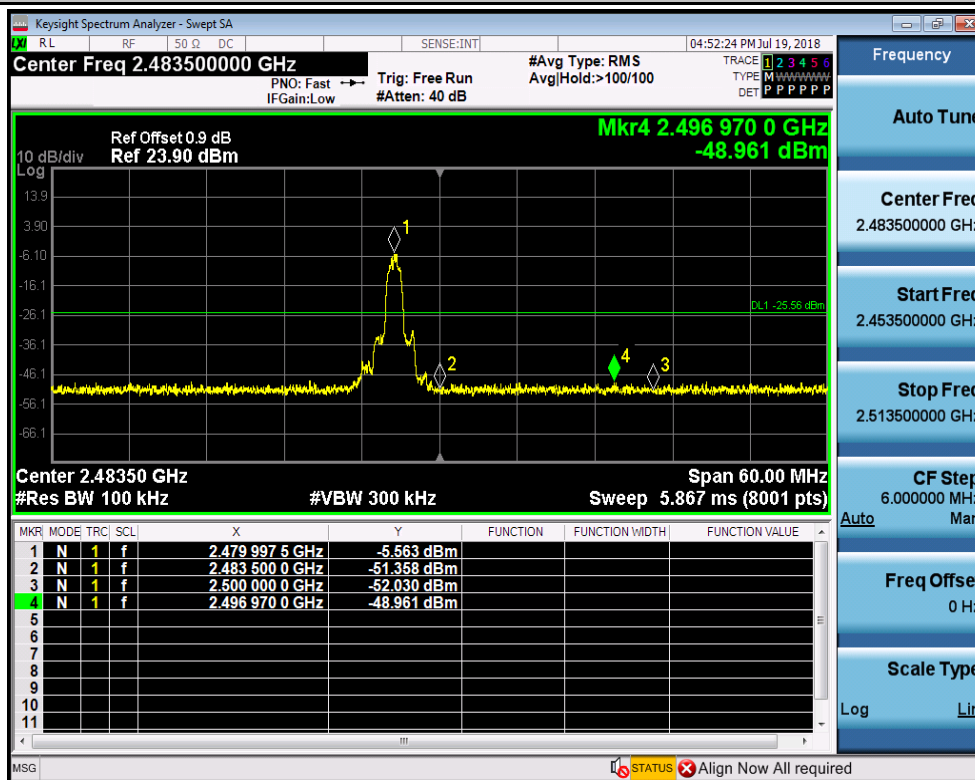 Keysight Spectrum Analyzer - Swept SA
LXI RL RF 50 Ω DC SENSE:INT 04:52:24 PM Jul 19, 2018
Center Freq 2.483500000 GHz #Avg Type: RMS TRACE 1 2 3 4 5 6
PNO: Fast Trig: Free Run Avg|Hold:>100/100 TYPE M WWWWW
IFGain:Low #Atten: 40 dB DET P P P P P P
Mkr4 2.496 970 0 GHz
Ref Offset 0.9 dB
10 dB/div Ref 23.90 dBm -48.961 dBm
Log
13.9
3.90
-6.10
-16.1
-26.1
-36.1
-46.1
-56.1
-66.1
1
DL1 -25.56 dBm
2
4
3
Center 2.48350 GHz Span 60.00 MHz
#Res BW 100 kHz #VBW 300 kHz Sweep 5.867 ms (8001 pts)
MKR MODE TRC SCL X Y FUNCTION FUNCTION WIDTH FUNCTION VALUE
1 N 1 f 2.479 997 5 GHz -5.563 dBm
2 N 1 f 2.483 500 0 GHz -51.358 dBm
3 N 1 f 2.500 000 0 GHz -52.030 dBm
4 N 1 f 2.496 970 0 GHz -48.961 dBm
5
6
7
8
9
10
11
MSG STATUS Align Now All required
Frequency
Auto Tune
Center Freq
2.483500000 GHz
Start Freq
2.453500000 GHz
Stop Freq
2.513500000 GHz
CF Step
6.000000 MHz
Auto Man
Freq Offset
0 Hz
Scale Type
Log Lin